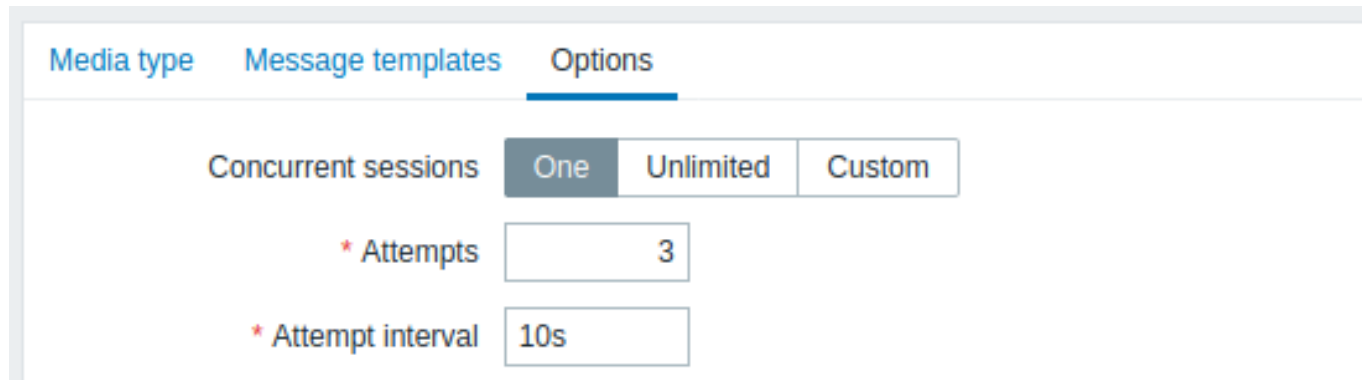 Media type Message templates Options
Concurrent sessions One Unlimited Custom
* Attempts 3
* Attempt interval 10s